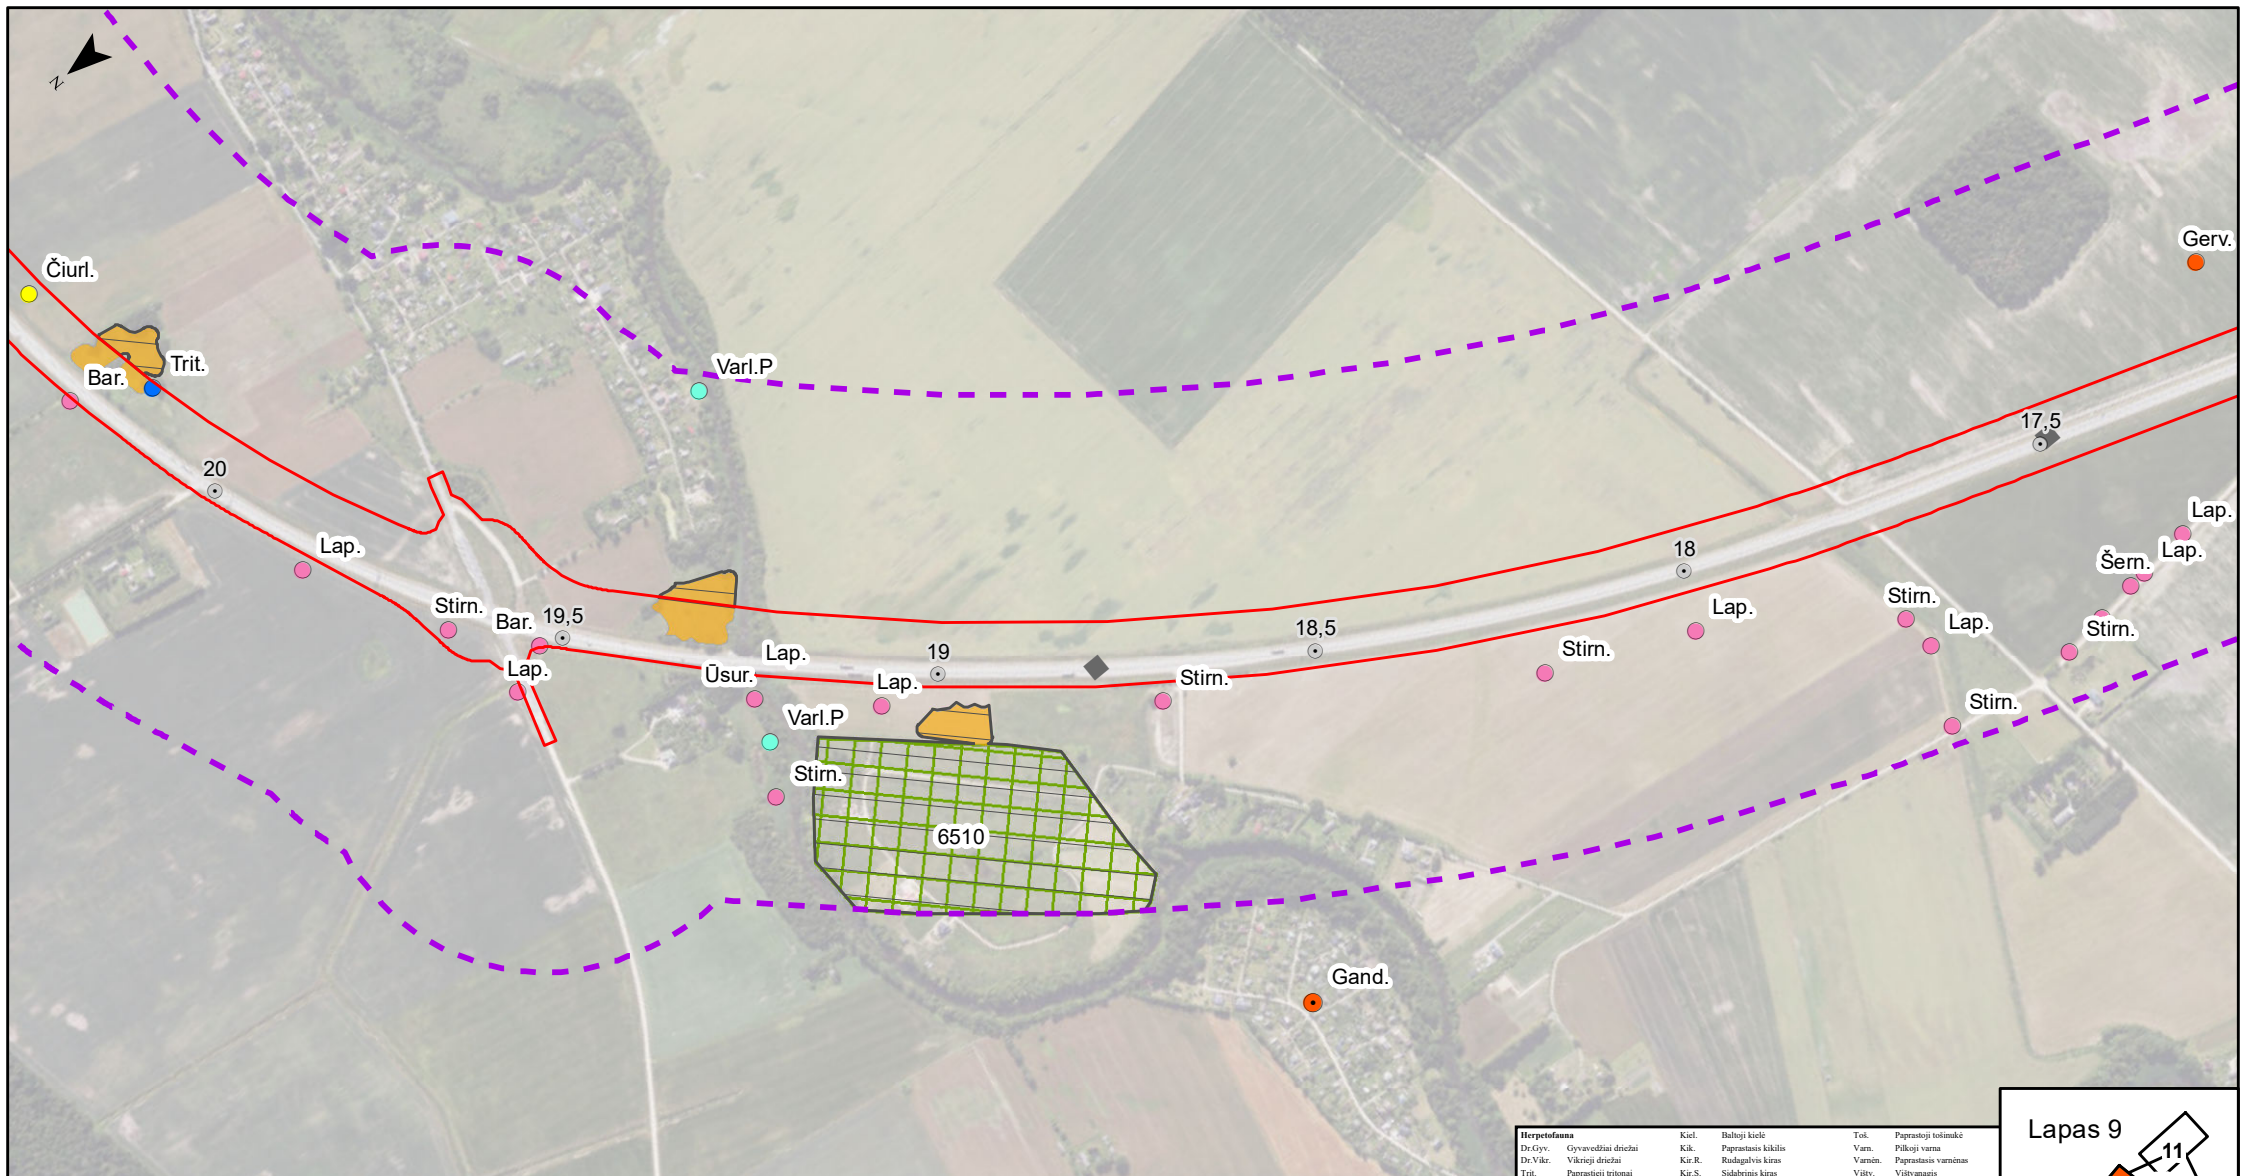 N
Gerv.
Čiurl.
Varl.P
Trit.
Bar.
17,5
20
Lap.
Lap.
18
Lap.
Šern.
Stirn.
Stirn.
Lap.
Lap.
Bar.
19,5
Stirn.
18,5
Lap.
19
Stirn.
Lap.
Ūsur.
Lap.
Stirn.
Stirn.
Varl.P
Stirn.
6510
Gand.
Lapas 9
11
Herpetofauna Kiel. Baltoji kielė Toš. Paprastoji tošinukė
Dr.Gyv. Gyvavedžiai driežai Kik. Paprastasis kikilis Varn. Pilkoji varna
Dr.Vikr. Vikrieji driežai Kir.R. Rudagalvis kiras Varnėn. Paprastasis varnėnas
Trit. Paprastieji tritonai Kir.S. Sidabrinis kiras Višty. Vištvanagis